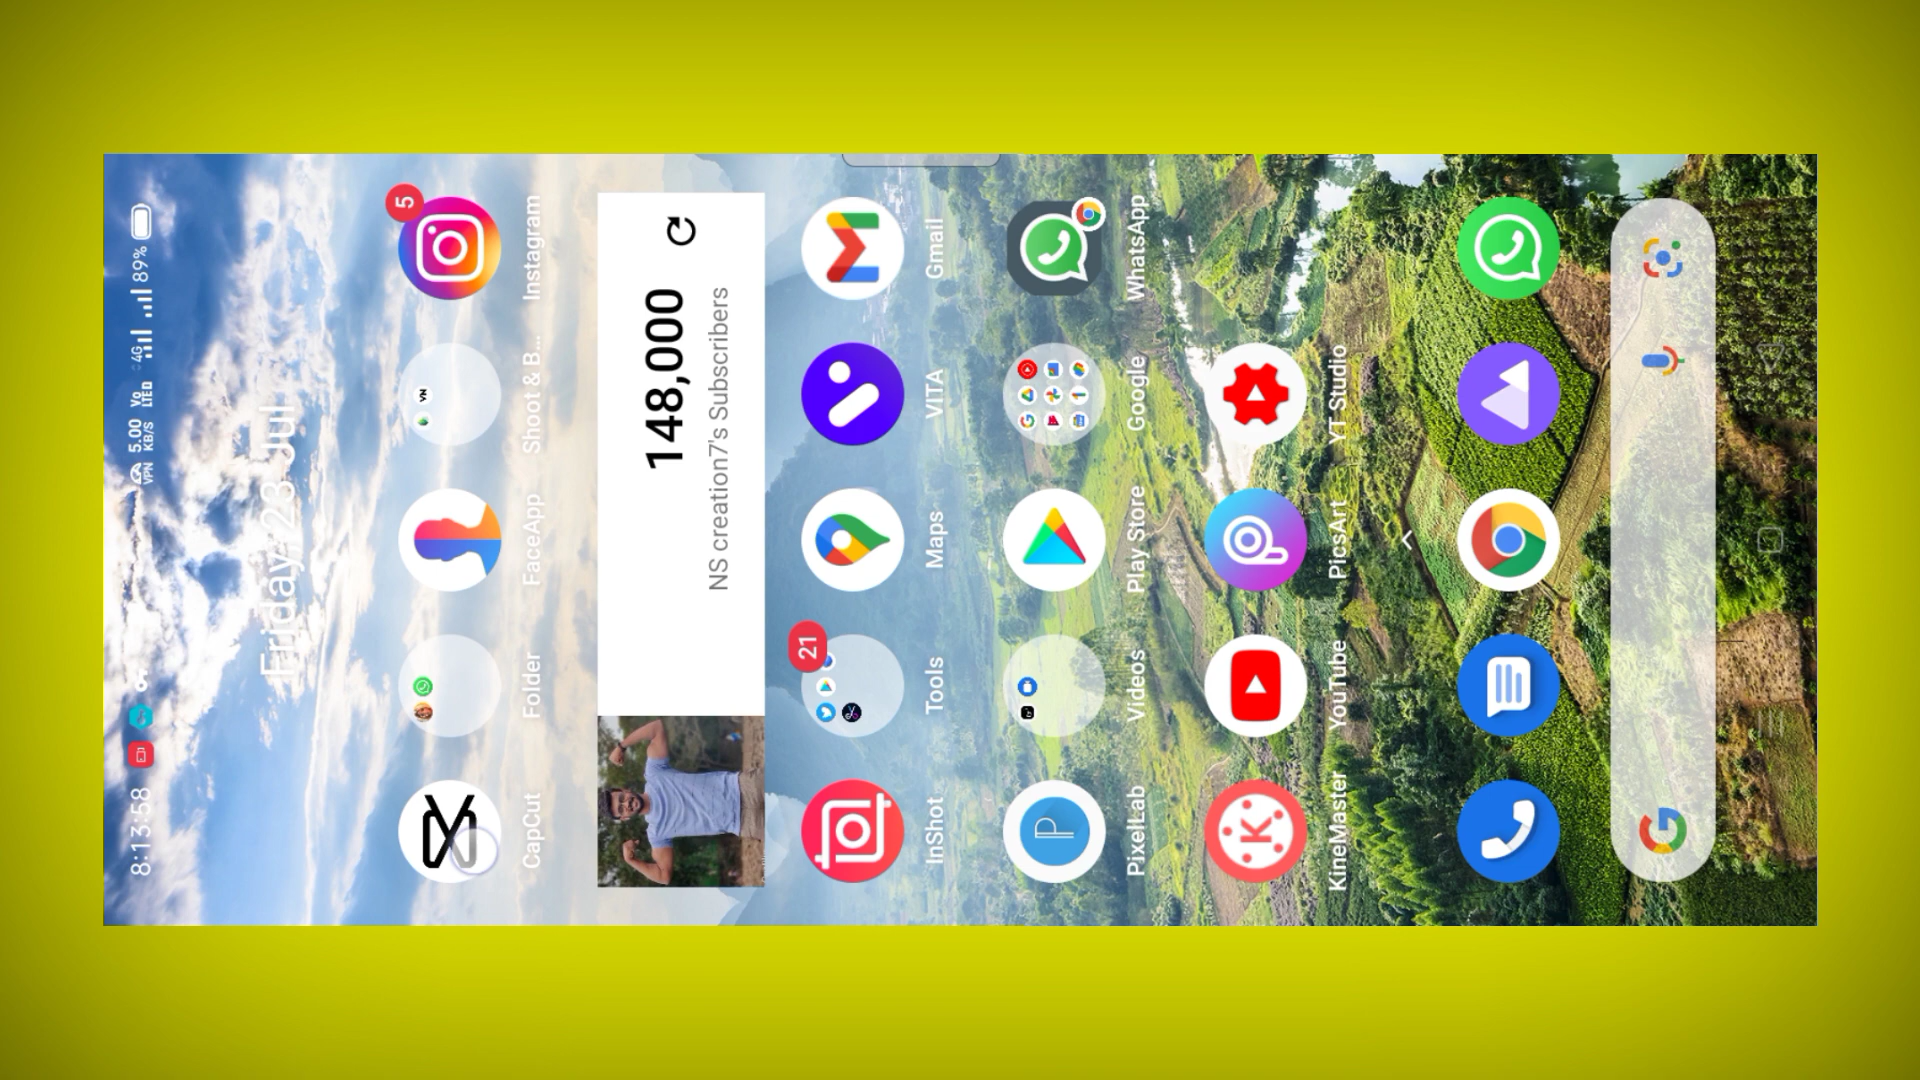 8:13:58 VPN 5.00 KB/S Vo LTED 4G 89%
Friday, 23 Jul
CapCut Folder FaceApp Shoot & B... Instagram
5
148,000
NS creation7's Subscribers
InShot Tools Maps VITA Gmail
21
PixelLab Videos Play Store Google WhatsApp
KineMaster YouTube PicsArt YT Studio